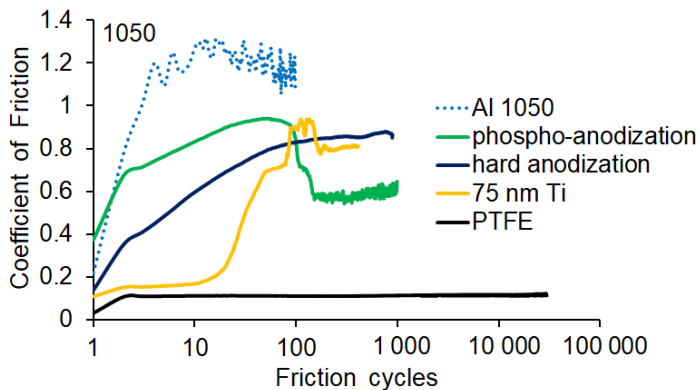 1050
1.4
1.2
1
0.8
0.6
0.4
0.2
0
Coefficient of Friction
1 10 100 1 000 10 000 100 000
Friction cycles
Al 1050
phospho-anodization
hard anodization
75 nm Ti
PTFE